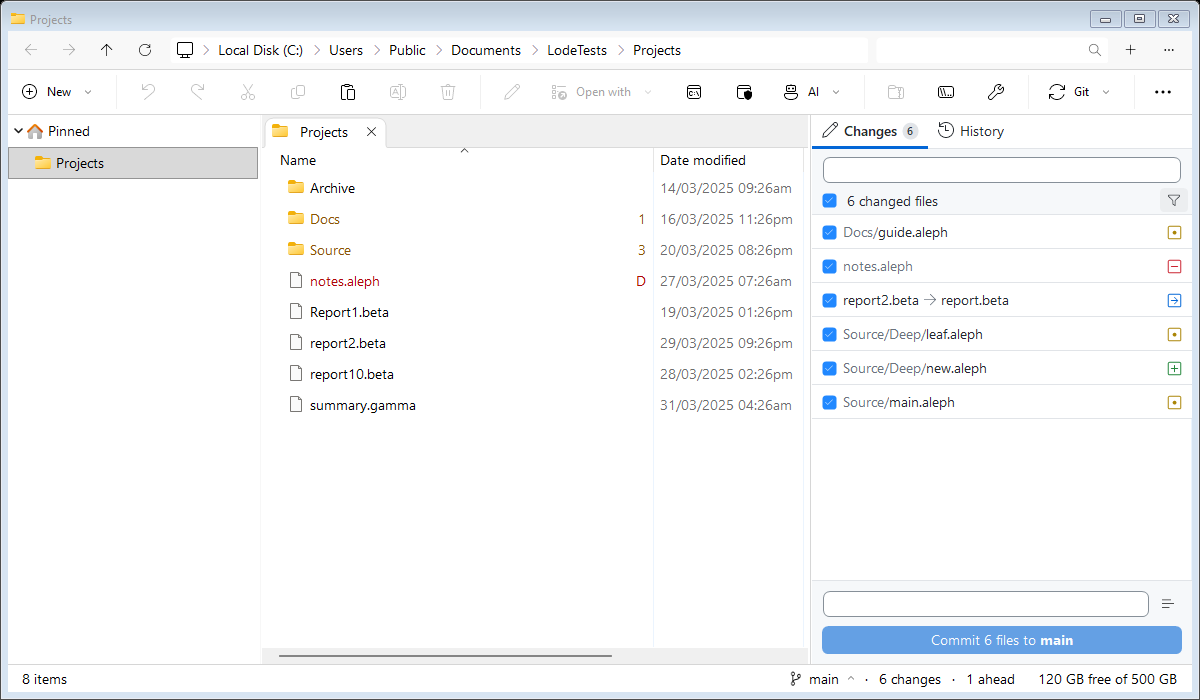 Projects
Local Disk (C:) Users Public Documents LodeTests Projects
New Open with AI Git
Pinned
Projects
Projects
Name Date modified
Archive 14/03/2025 09:26am
Docs 1 16/03/2025 11:26pm
Source 3 20/03/2025 08:26pm
notes.aleph D 27/03/2025 07:26am
Report1.beta 19/03/2025 01:26pm
report2.beta 29/03/2025 09:26pm
report10.beta 28/03/2025 02:26pm
summary.gamma 31/03/2025 04:26am
Changes 6 History
6 changed files
Docs/guide.aleph
notes.aleph
report2.beta → report.beta
Source/Deep/leaf.aleph
Source/Deep/new.aleph
Source/main.aleph
Commit 6 files to main
8 items main · 6 changes · 1 ahead 120 GB free of 500 GB